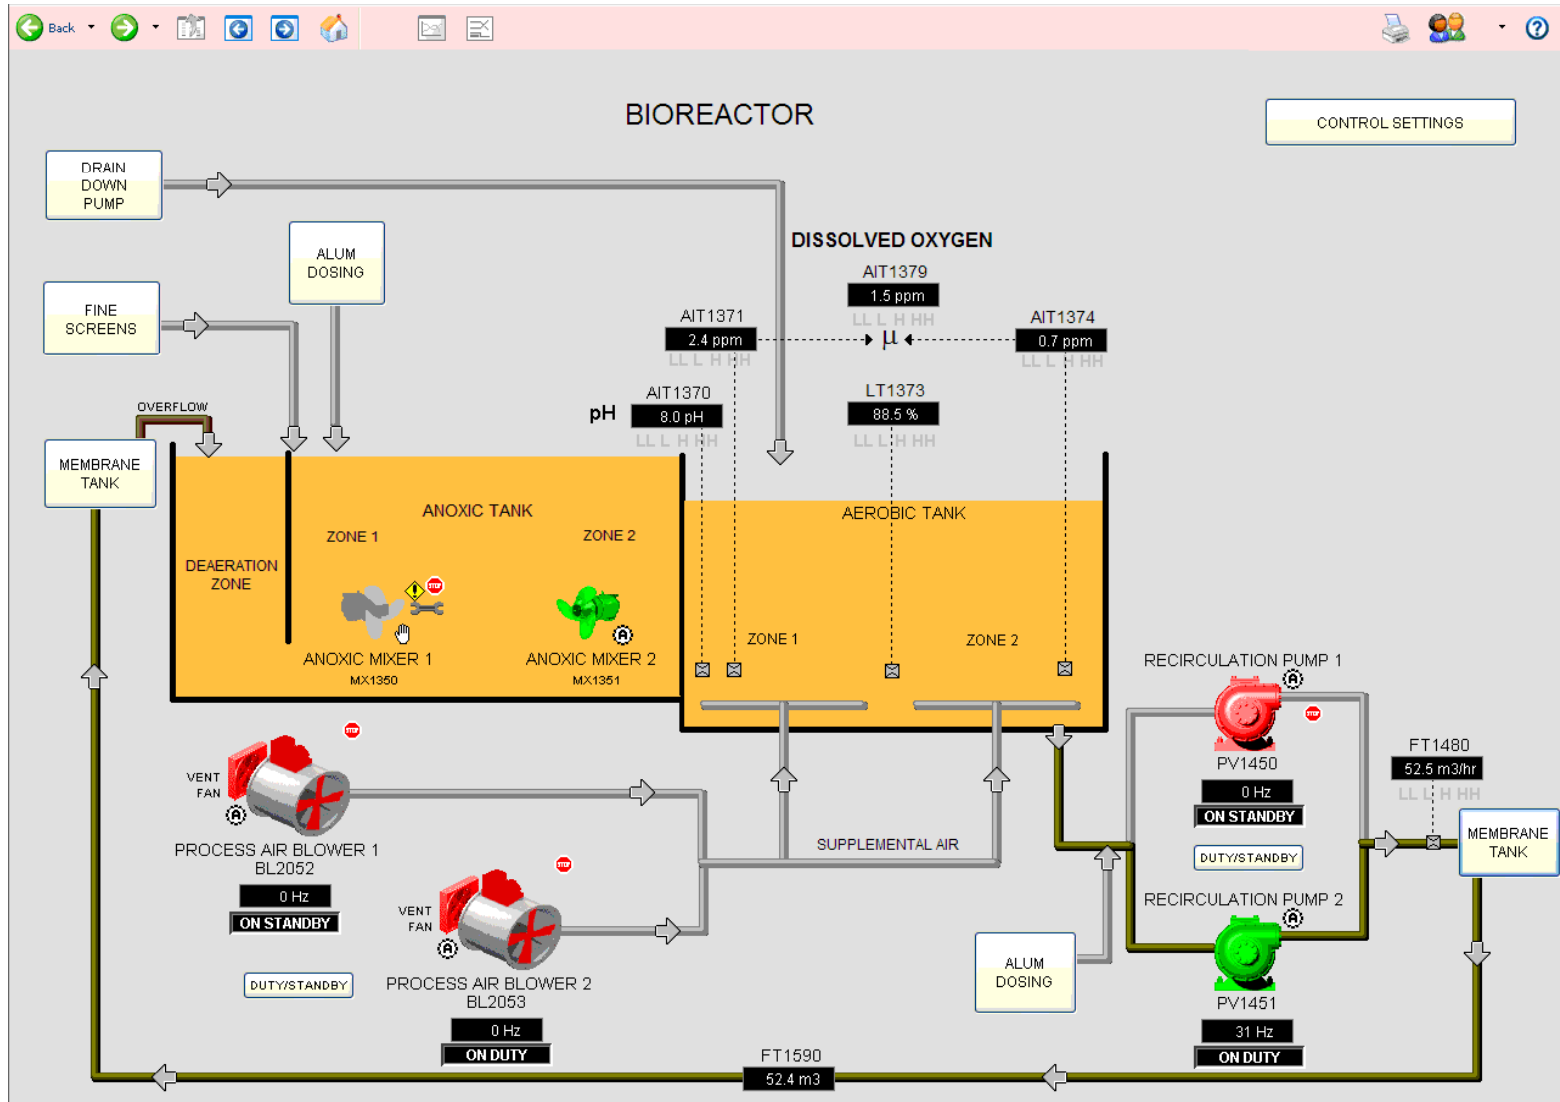 Back
BIOREACTOR
CONTROL SETTINGS
DRAIN
DOWN
PUMP
ALUM
DOSING
FINE
SCREENS
DISSOLVED OXYGEN
AIT1379
1.5 ppm
LL L H HH
AIT1371
2.4 ppm
LL L H HH
μ
AIT1374
0.7 ppm
LL L H HH
pH
AIT1370
8.0 pH
LL L H HH
LT1373
88.5 %
LL L H HH
OVERFLOW
MEMBRANE
TANK
DEAERATION
ZONE
ANOXIC TANK
ZONE 1
ZONE 2
STOP
A
ANOXIC MIXER 1
MX1350
ANOXIC MIXER 2
MX1351
AEROBIC TANK
ZONE 1
ZONE 2
RECIRCULATION PUMP 1
A
STOP
PV1450
0 Hz
ON STANDBY
DUTY/STANDBY
FT1480
52.5 m3/hr
LL L H HH
MEMBRANE
TANK
STOP
VENT
FAN
A
PROCESS AIR BLOWER 1
BL2052
0 Hz
ON STANDBY
DUTY/STANDBY
SUPPLEMENTAL AIR
STOP
VENT
FAN
A
PROCESS AIR BLOWER 2
BL2053
0 Hz
ON DUTY
ALUM
DOSING
RECIRCULATION PUMP 2
A
PV1451
31 Hz
ON DUTY
FT1590
52.4 m3